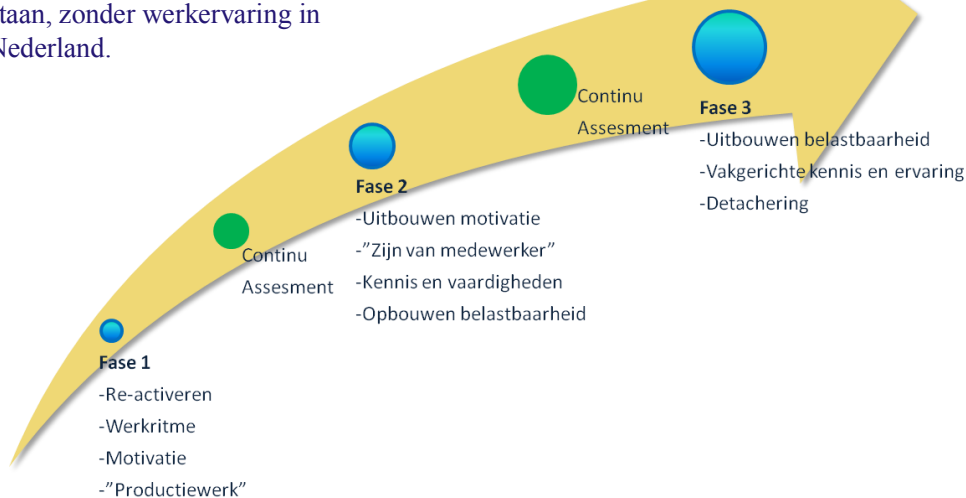 taan, zonder werkervaring in
Nederland.
Fase 1
-Re-activeren
-Werkritme
-Motivatie
-”Productiewerk”
Continu
Assesment
Fase 2
-Uitbouwen motivatie
-”Zijn van medewerker”
-Kennis en vaardigheden
-Opbouwen belastbaarheid
Continu
Assesment
Fase 3
-Uitbouwen belastbaarheid
-Vakgerichte kennis en ervaring
-Detachering